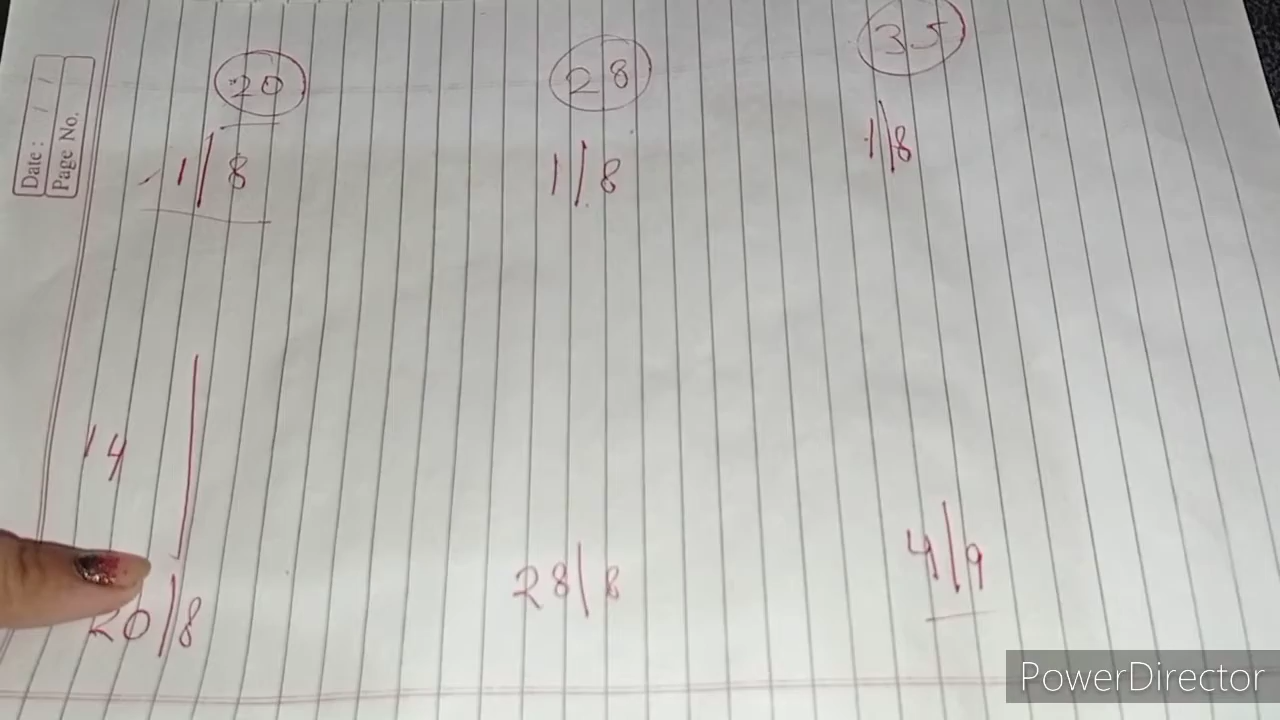 20 28 35
1/8 1/8 1/8
14
20/8 28/8 4/9
Date: / /
Page No.
PowerDirector